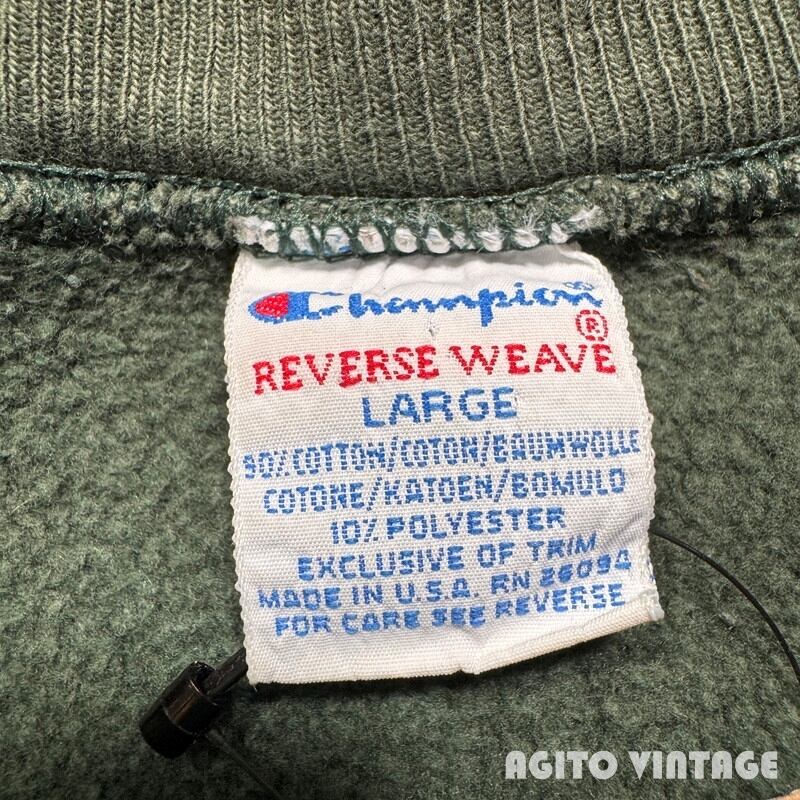 Champion
®
REVERSE WEAVE
LARGE
90% COTTON/COTON/BAUMWOLLE
COTONE/KATOEN/BOMULD
10% POLYESTER
EXCLUSIVE OF TRIM
MADE IN U.S.A. RN 26094
FOR CARE SEE REVERSE
AGITO VINTAGE